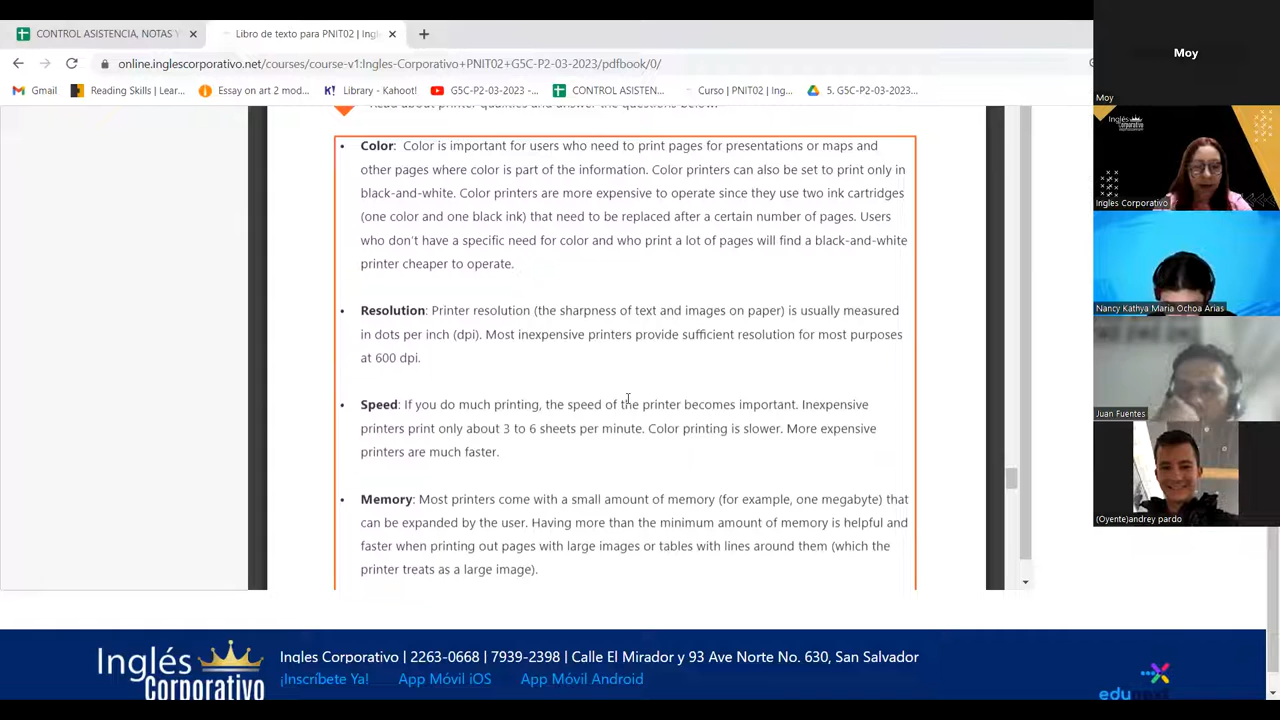 CONTROL ASISTENCIA, NOTAS Y
Libro de texto para PNIT02 | Ingl
online.inglescorporativo.net/courses/course-v1:Ingles-Corporativo+PNIT02+G5C-P2-03-2023/pdfbook/0/
Gmail
Reading Skills | Lear...
Essay on art 2 mod...
Library - Kahoot!
G5C-P2-03-2023 -...
CONTROL ASISTEN...
Curso | PNIT02 | Ing...
5. G5C-P2-03-2023...
Read about printer qualities and answer the questions below.
• Color: Color is important for users who need to print pages for presentations or maps and
other pages where color is part of the information. Color printers can also be set to print only in
black-and-white. Color printers are more expensive to operate since they use two ink cartridges
(one color and one black ink) that need to be replaced after a certain number of pages. Users
who don't have a specific need for color and who print a lot of pages will find a black-and-white
printer cheaper to operate.
• Resolution: Printer resolution (the sharpness of text and images on paper) is usually measured
in dots per inch (dpi). Most inexpensive printers provide sufficient resolution for most purposes
at 600 dpi.
• Speed: If you do much printing, the speed of the printer becomes important. Inexpensive
printers print only about 3 to 6 sheets per minute. Color printing is slower. More expensive
printers are much faster.
• Memory: Most printers come with a small amount of memory (for example, one megabyte) that
can be expanded by the user. Having more than the minimum amount of memory is helpful and
faster when printing out pages with large images or tables with lines around them (which the
printer treats as a large image).
Inglés
Corporativo
Inglés Corporativo | 2263-0668 | 7939-2398 | Calle El Mirador y 93 Ave Norte No. 630, San Salvador
¡Inscríbete Ya!
App Móvil iOS
App Móvil Android
Moy
Moy
Inglés
Corporativo
Ingles Corporativo
Nancy Kathya Maria Ochoa Arias
Juan Fuentes
(Oyente)andrey pardo